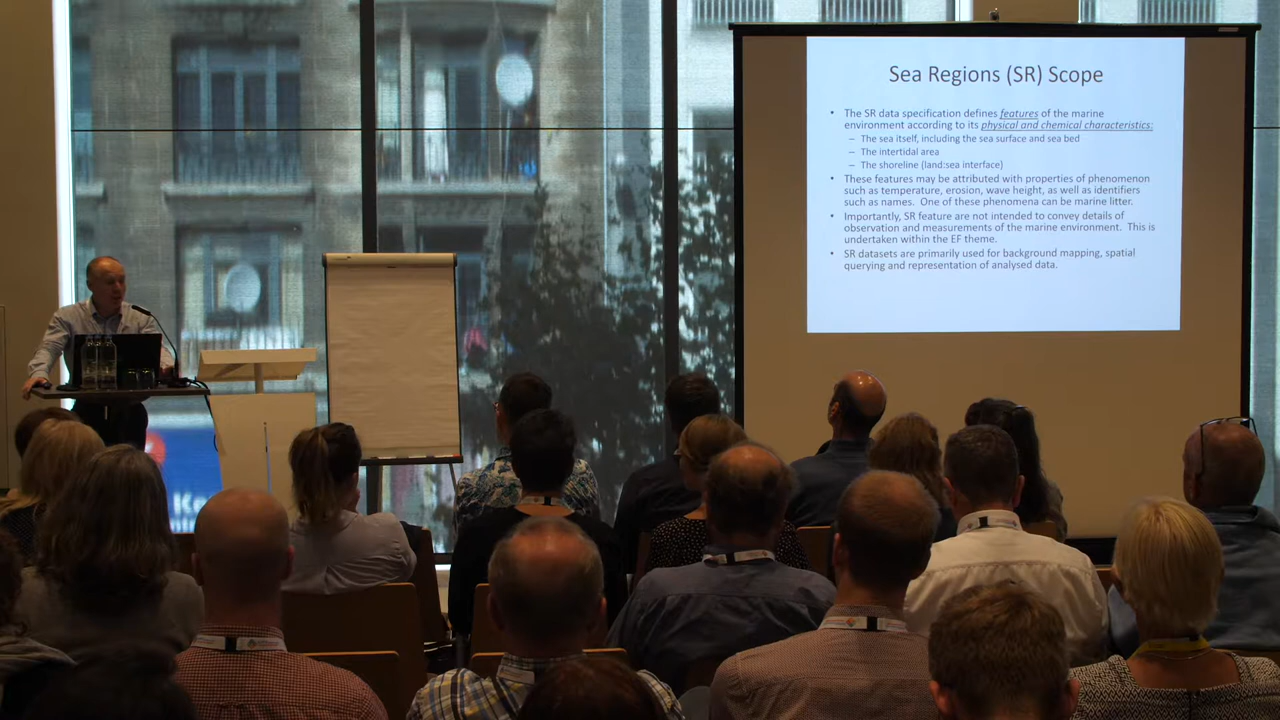 Sea Regions (SR) Scope
• The SR data specification defines features of the marine
environment according to its physical and chemical characteristics:
– The sea itself, including the sea surface and sea bed
– The intertidal area
– The shoreline (land:sea interface)
• These features may be attributed with properties of phenomenon
such as temperature, erosion, wave height, as well as identifiers
such as names. One of these phenomena can be marine litter.
• Importantly, SR feature are not intended to convey details of
observation and measurements of the marine environment. This is
undertaken within the EF theme.
• SR datasets are primarily used for background mapping, spatial
querying and representation of analysed data.